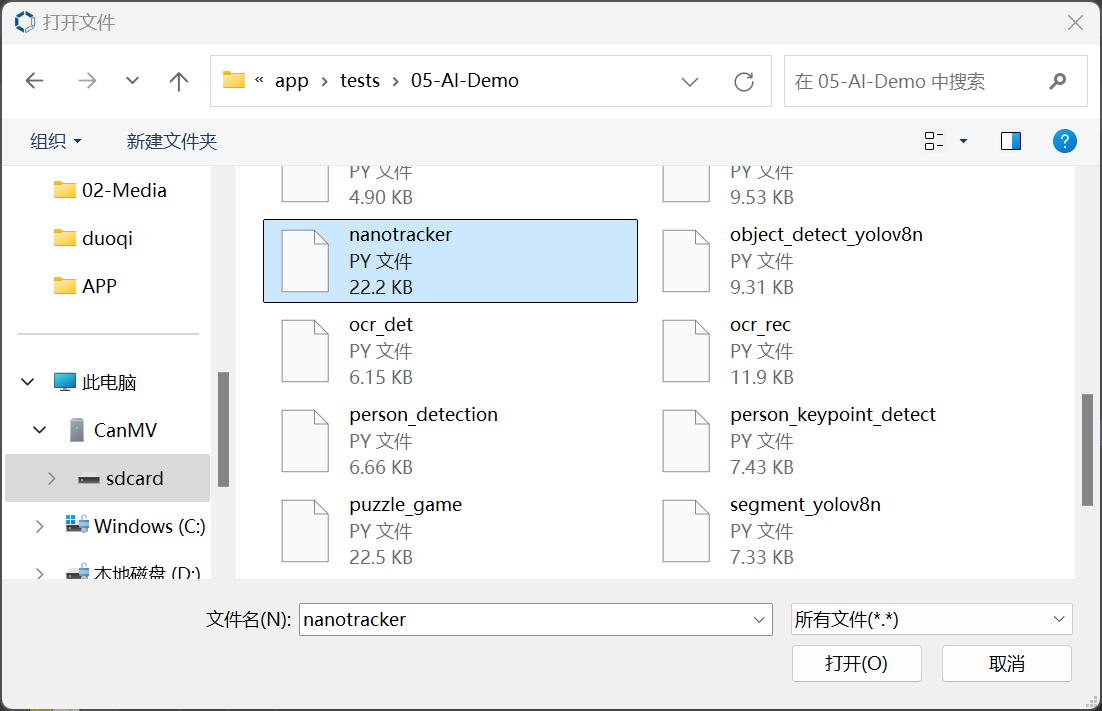 打开文件
« app › tests › 05-AI-Demo
在 05-AI-Demo 中搜索
组织
新建文件夹
02-Media
duoqi
APP
此电脑
CanMV
sdcard
Windows (C:)
本地磁盘 (D:)
PY 文件
4.90 KB
PY 文件
9.53 KB
nanotracker
PY 文件
22.2 KB
object_detect_yolov8n
PY 文件
9.31 KB
ocr_det
PY 文件
6.15 KB
ocr_rec
PY 文件
11.9 KB
person_detection
PY 文件
6.66 KB
person_keypoint_detect
PY 文件
7.43 KB
puzzle_game
PY 文件
22.5 KB
segment_yolov8n
PY 文件
7.33 KB
文件名(N):
nanotracker
所有文件(*.*)
打开(O)
取消